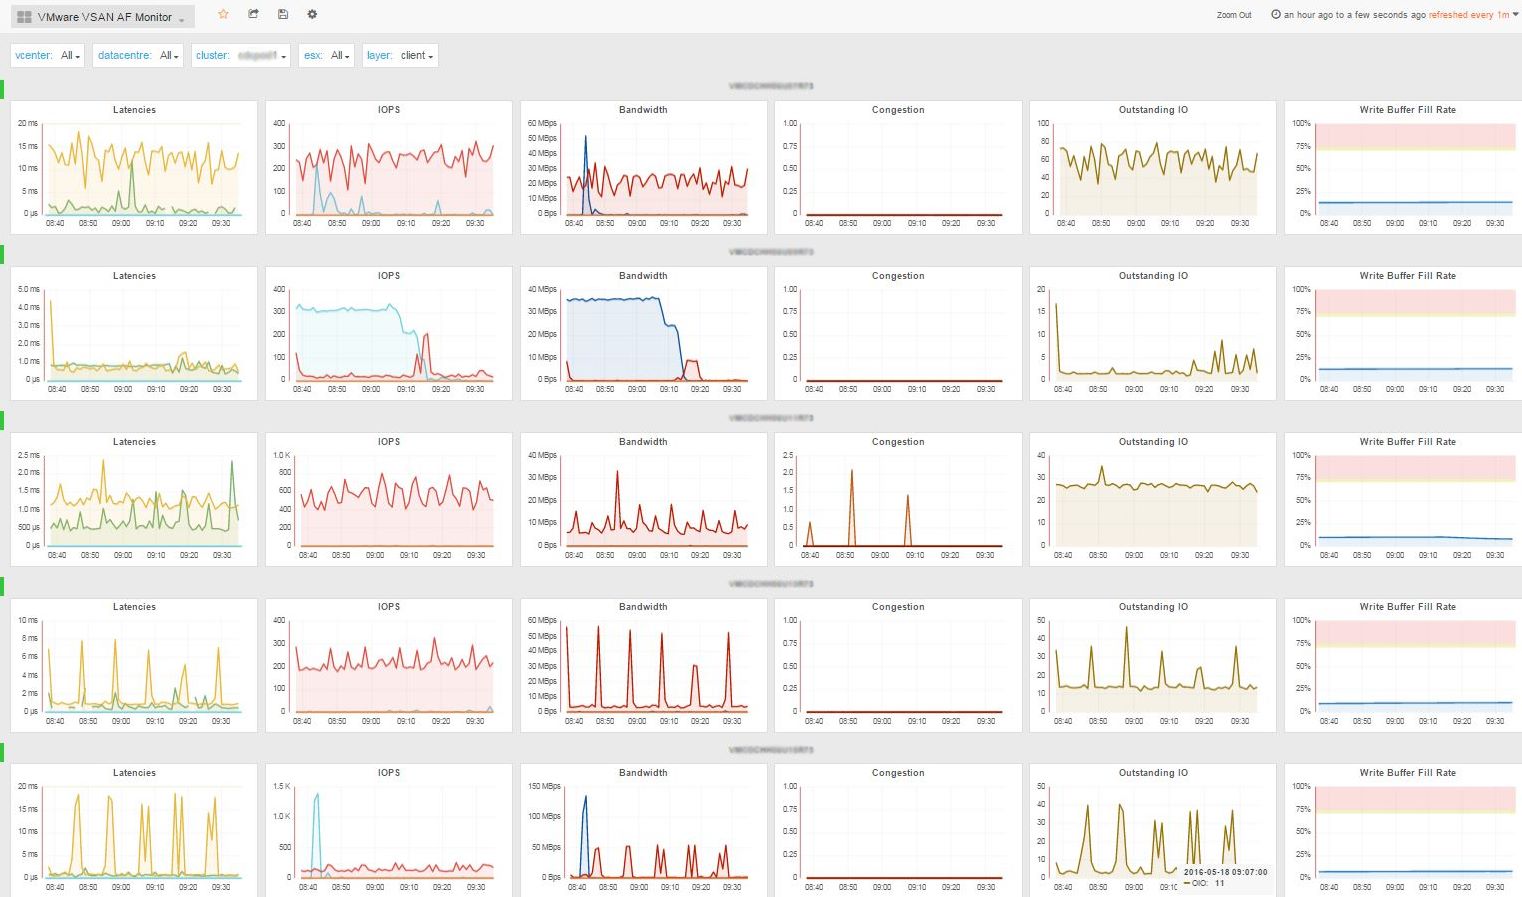 VMware VSAN AF Monitor
Zoom Out an hour ago to a few seconds ago refreshed every 1m
vcenter: All datacentre: All cluster: esx: All layer: client
Latencies IOPS Bandwidth Congestion Outstanding IO Write Buffer Fill Rate
20 ms 400 60 MBps 1.00 100 100%
50 MBps
15 ms 300 0.75 80 75%
40 MBps
10 ms 200 30 MBps 0.50 60 50%
20 MBps 40
5 ms 100 0.25 25%
10 MBps 20
0 µs 0 0 Bps 0 0 0%
08:40 08:50 09:00 09:10 09:20 09:30 08:40 08:50 09:00 09:10 09:20 09:30 08:40 08:50 09:00 09:10 09:20 09:30 08:40 08:50 09:00 09:10 09:20 09:30 08:40 08:50 09:00 09:10 09:20 09:30 08:40 08:50 09:00 09:10 09:20 09:30
Latencies IOPS Bandwidth Congestion Outstanding IO Write Buffer Fill Rate
5.0 ms 400 40 MBps 1.00 20 100%
4.0 ms 300 30 MBps 0.75 15 75%
3.0 ms 200 20 MBps 0.50 10 50%
2.0 ms
1.0 ms 100 10 MBps 0.25 5 25%
0 µs 0 0 Bps 0 0 0%
08:40 08:50 09:00 09:10 09:20 09:30 08:40 08:50 09:00 09:10 09:20 09:30 08:40 08:50 09:00 09:10 09:20 09:30 08:40 08:50 09:00 09:10 09:20 09:30 08:40 08:50 09:00 09:10 09:20 09:30 08:40 08:50 09:00 09:10 09:20 09:30
Latencies IOPS Bandwidth Congestion Outstanding IO Write Buffer Fill Rate
2.5 ms 1.0 K 40 MBps 2.5 40 100%
2.0 ms 800 30 MBps 2.0 30 75%
1.5 ms 600 20 MBps 1.5 20 50%
1.0 ms 400 1.0
500 µs 200 10 MBps 0.5 10 25%
0 µs 0 0 Bps 0 0 0%
08:40 08:50 09:00 09:10 09:20 09:30 08:40 08:50 09:00 09:10 09:20 09:30 08:40 08:50 09:00 09:10 09:20 09:30 08:40 08:50 09:00 09:10 09:20 09:30 08:40 08:50 09:00 09:10 09:20 09:30 08:40 08:50 09:00 09:10 09:20 09:30
Latencies IOPS Bandwidth Congestion Outstanding IO Write Buffer Fill Rate
10 ms 400 60 MBps 1.00 50 100%
8 ms 300 50 MBps 0.75 40 75%
6 ms 200 40 MBps 0.50 30 50%
30 MBps
4 ms 20 MBps 20
2 ms 100 10 MBps 0.25 10 25%
0 µs 0 0 Bps 0 0 0%
08:40 08:50 09:00 09:10 09:20 09:30 08:40 08:50 09:00 09:10 09:20 09:30 08:40 08:50 09:00 09:10 09:20 09:30 08:40 08:50 09:00 09:10 09:20 09:30 08:40 08:50 09:00 09:10 09:20 09:30 08:40 08:50 09:00 09:10 09:20 09:30
Latencies IOPS Bandwidth Congestion Outstanding IO Write Buffer Fill Rate
20 ms 1.5 K 150 MBps 1.00 50 100%
15 ms 1.0 K 100 MBps 0.75 40 75%
10 ms 0.50 30 50%
500 50 MBps 20
5 ms 0.25 10 25%
0 µs 0 0 Bps 0 0 0%
2016-05-18 09:07:00
OIO: 11
08:40 08:50 09:00 09:10 09:20 09:30 08:40 08:50 09:00 09:10 09:20 09:30 08:40 08:50 09:00 09:10 09:20 09:30 08:40 08:50 09:00 09:10 09:20 09:30 08:40 08:50 09:00 08:40 08:50 09:00 09:10 09:20 09:30